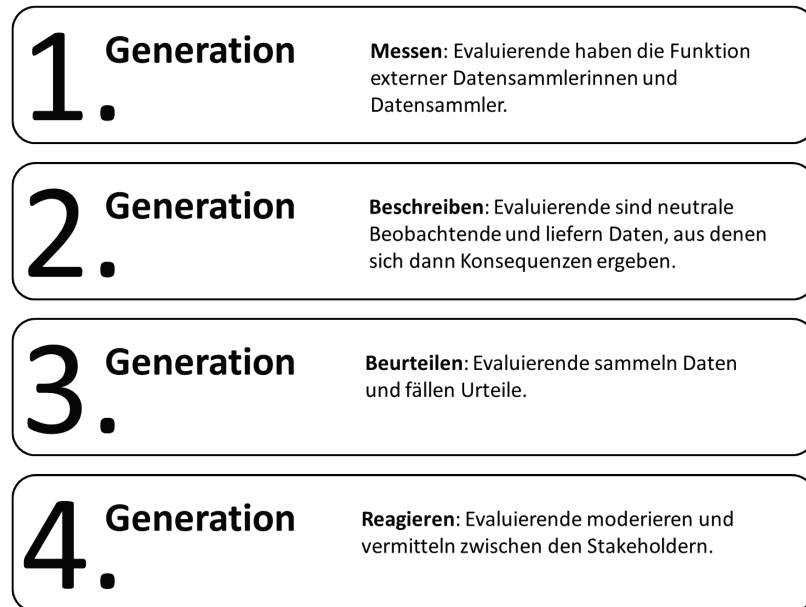 1. Generation
Messen: Evaluierende haben die Funktion
externer Datensammlerinnen und
Datensammler.
2. Generation
Beschreiben: Evaluierende sind neutrale
Beobachtende und liefern Daten, aus denen
sich dann Konsequenzen ergeben.
3. Generation
Beurteilen: Evaluierende sammeln Daten
und fällen Urteile.
4. Generation
Reagieren: Evaluierende moderieren und
vermitteln zwischen den Stakeholdern.